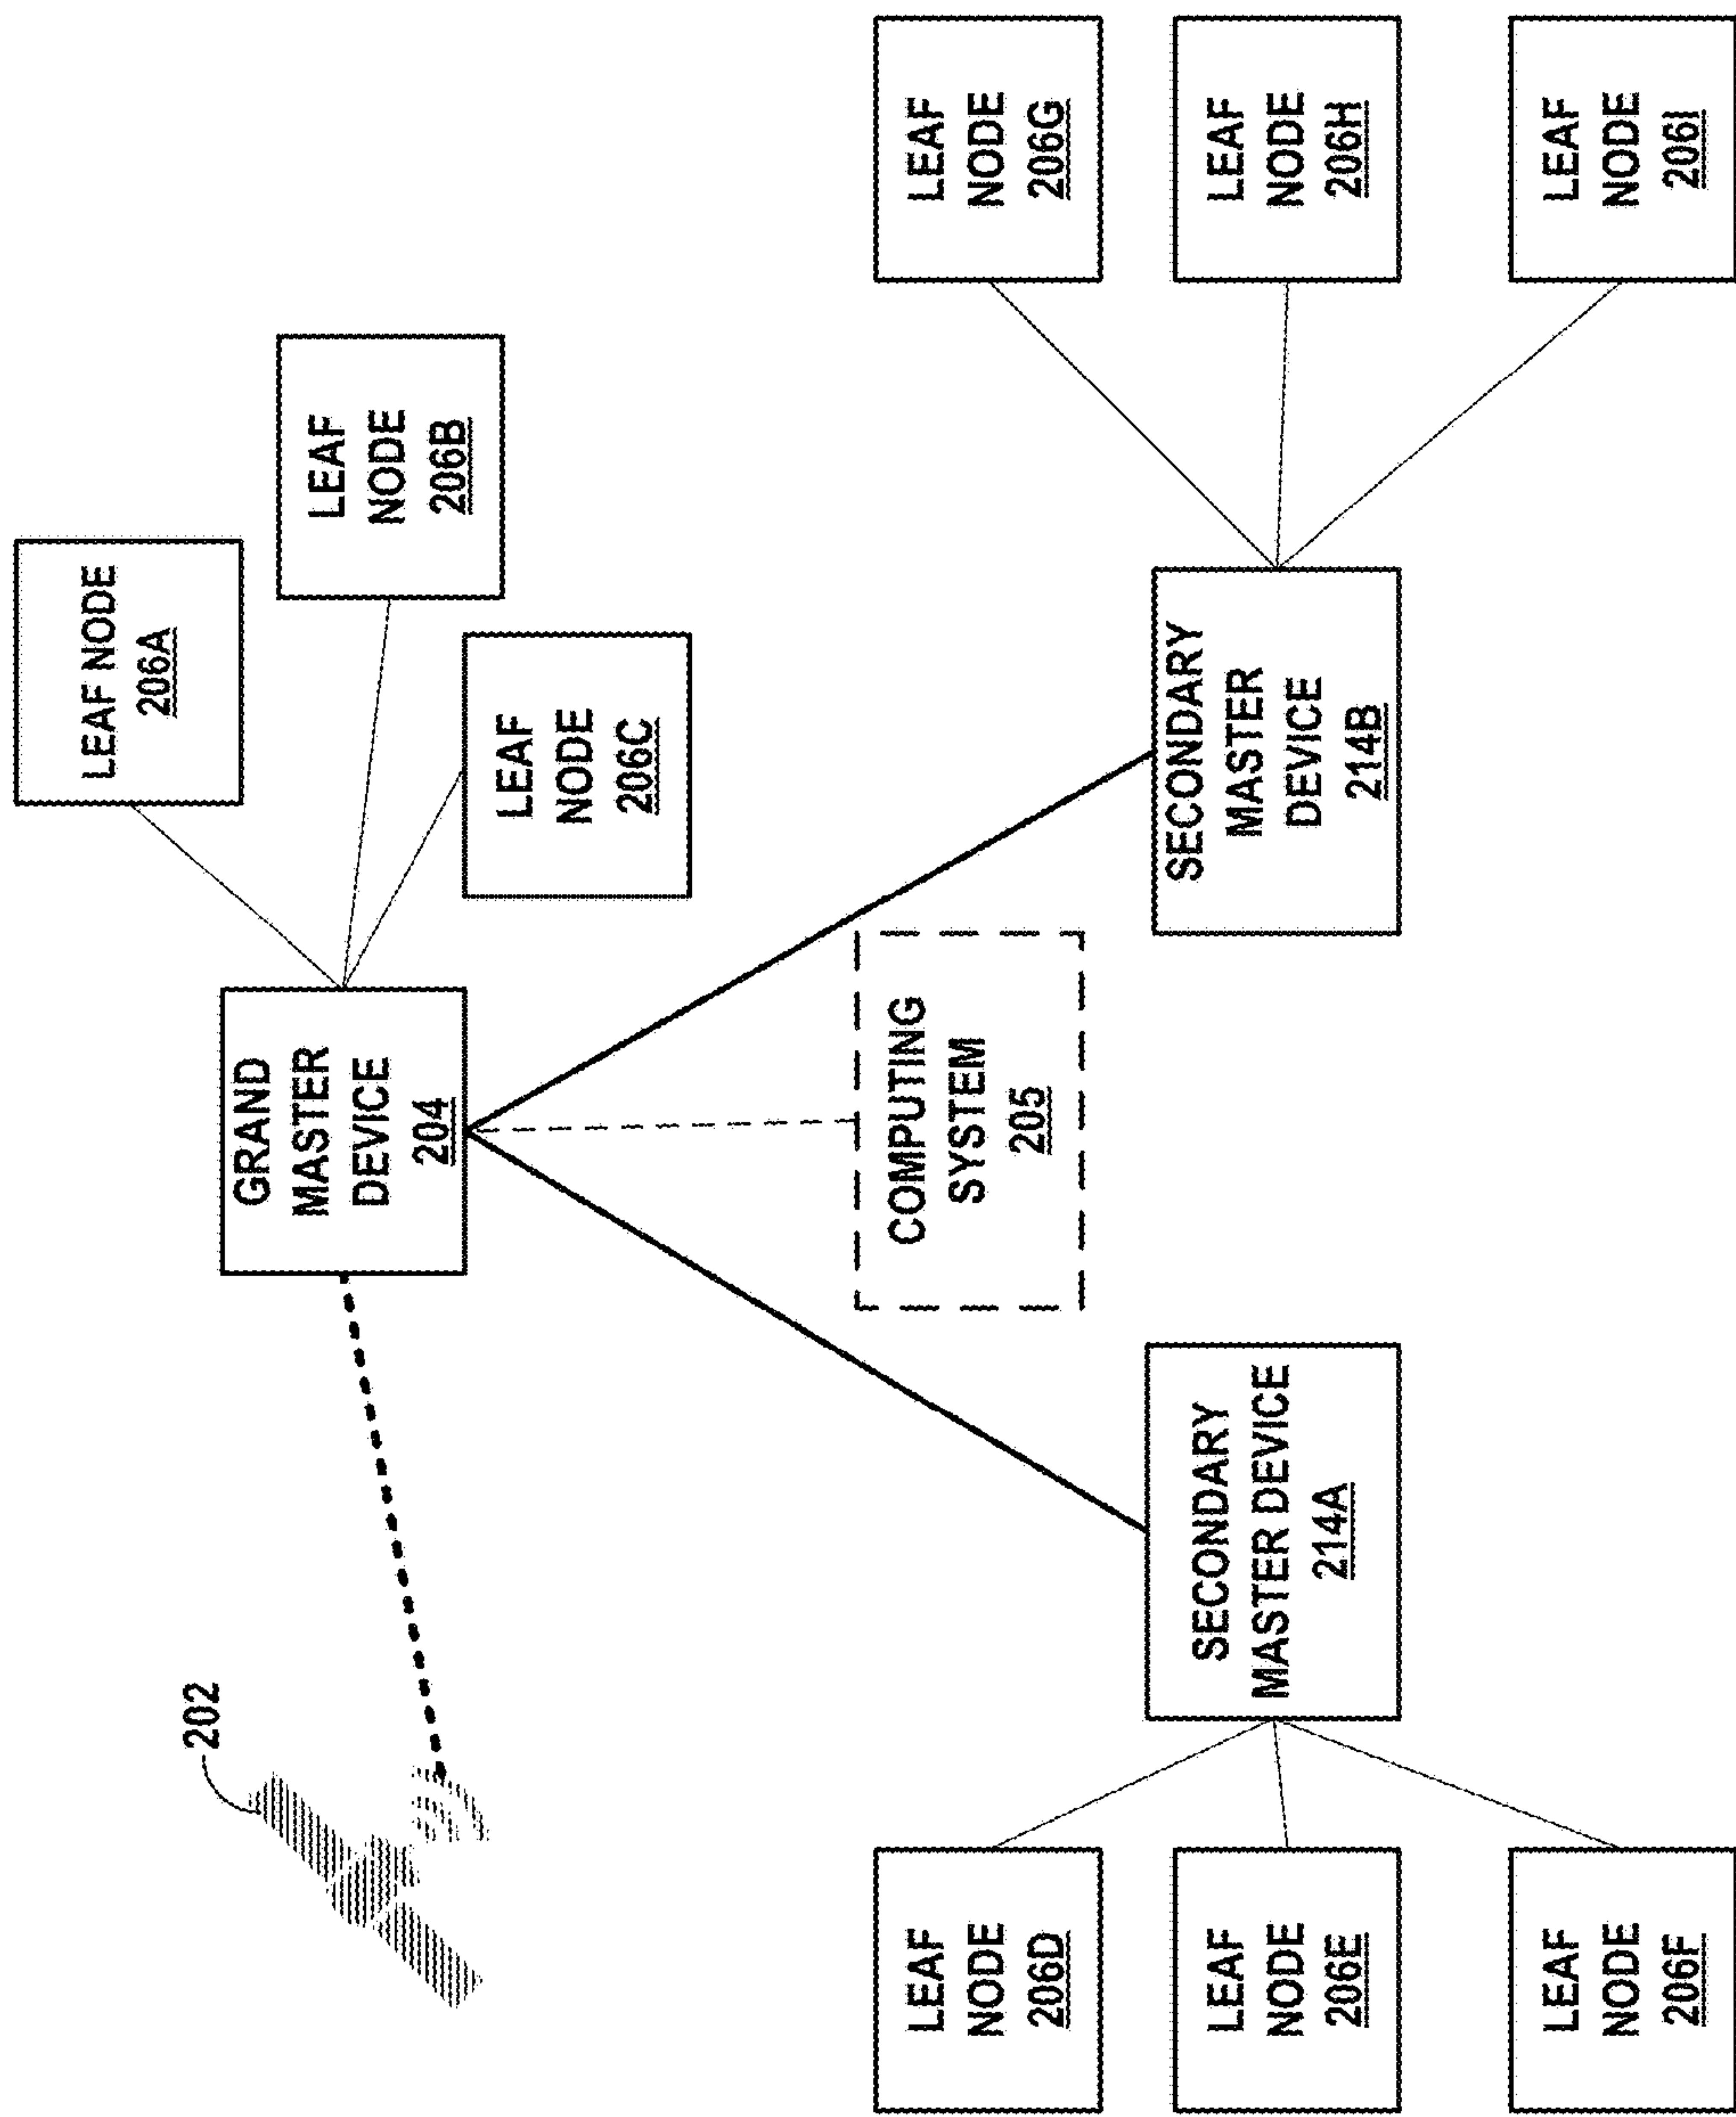 202
GRAND
MASTER
DEVICE
204
LEAF NODE
206A
LEAF
NODE
206B
LEAF
NODE
206C
COMPUTING
SYSTEM
205
LEAF
NODE
206D
LEAF
NODE
206E
LEAF
NODE
206F
SECONDARY
MASTER DEVICE
214A
SECONDARY
MASTER
DEVICE
214B
LEAF
NODE
206G
LEAF
NODE
206H
LEAF
NODE
206I